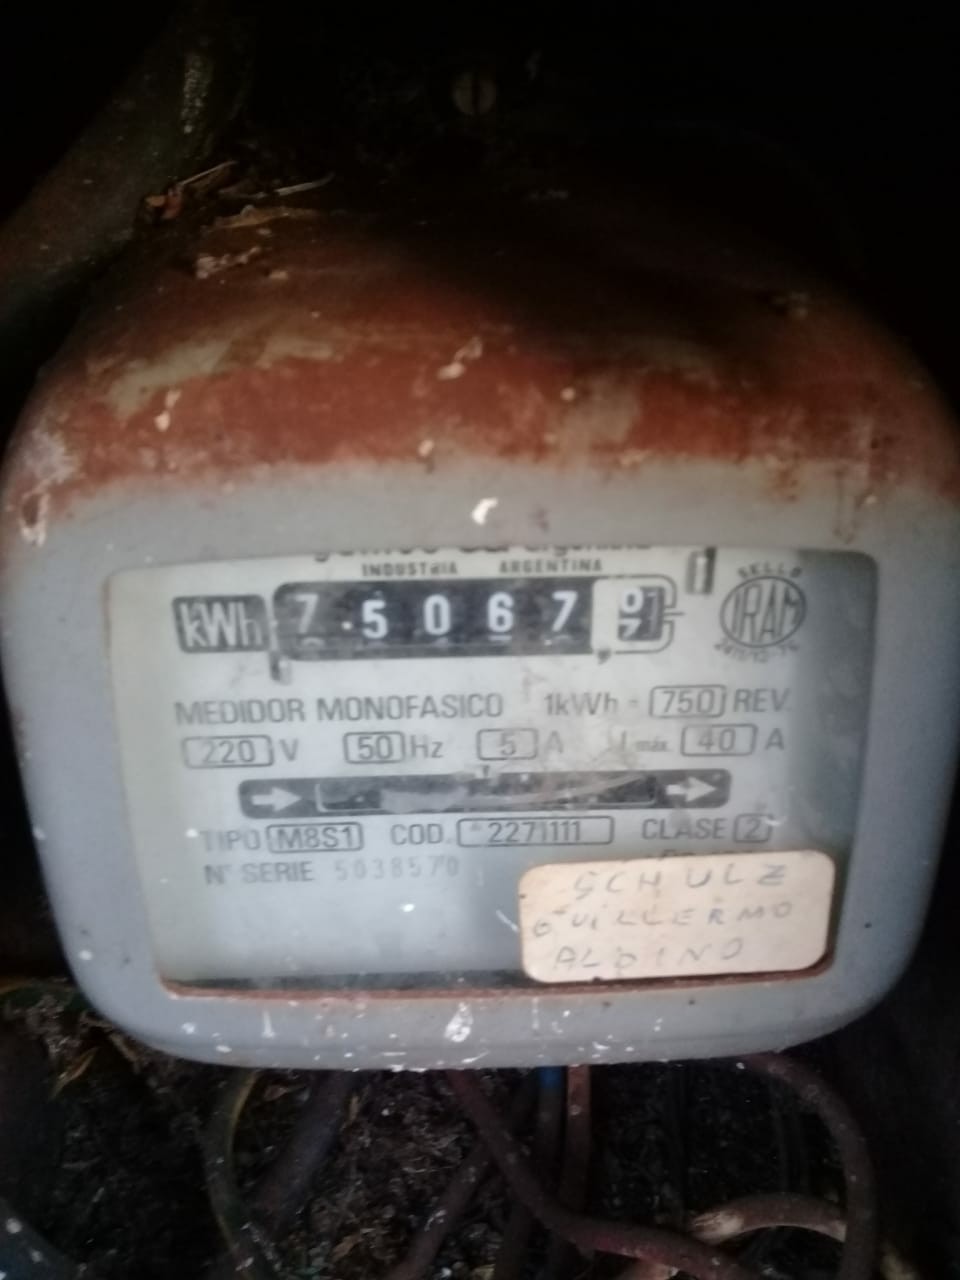 INDUSTRIA ARGENTINA
kWh 7 5 0 6 7
SELLO
IRAM
MEDIDOR MONOFASICO 1kWh = 750 REV.
220 V 50 Hz 5 A I máx. 40 A
TIPO M8S1 COD. 2271111 CLASE 2
N° SERIE 5038570
SCHULZ
GUILLERMO
ALDINO